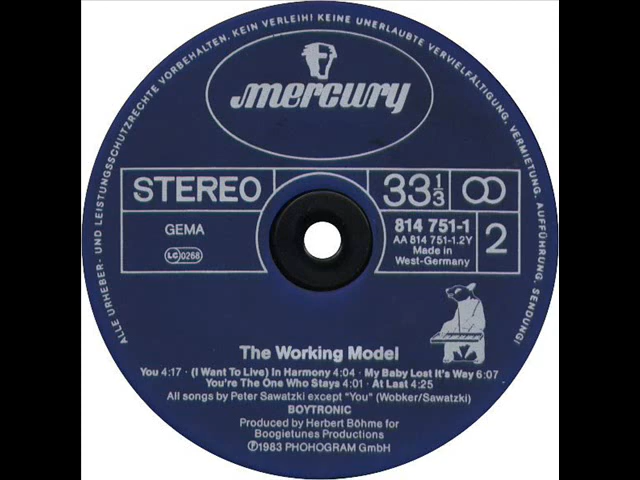 ALLE URHEBER- UND LEISTUNGSSCHUTZRECHTE VORBEHALTEN. KEIN VERLEIH! KEINE UNERLAUBTE VERVIELFÄLTIGUNG, VERMIETUNG, AUFFÜHRUNG, SENDUNG!
mercury
STEREO
33 1/3
GEMA
LC 0268
814 751-1
AA 814 751-1.2Y
Made in
West-Germany
2
The Working Model
You 4:17 · (I Want To Live) In Harmony 4:04 · My Baby Lost It's Way 6:07
You're The One Who Stays 4:01 · At Last 4:25
All songs by Peter Sawatzki except "You" (Wobker/Sawatzki)
BOYTRONIC
Produced by Herbert Böhme for
Boogietunes Productions
Ⓟ1983 PHONOGRAM GmbH